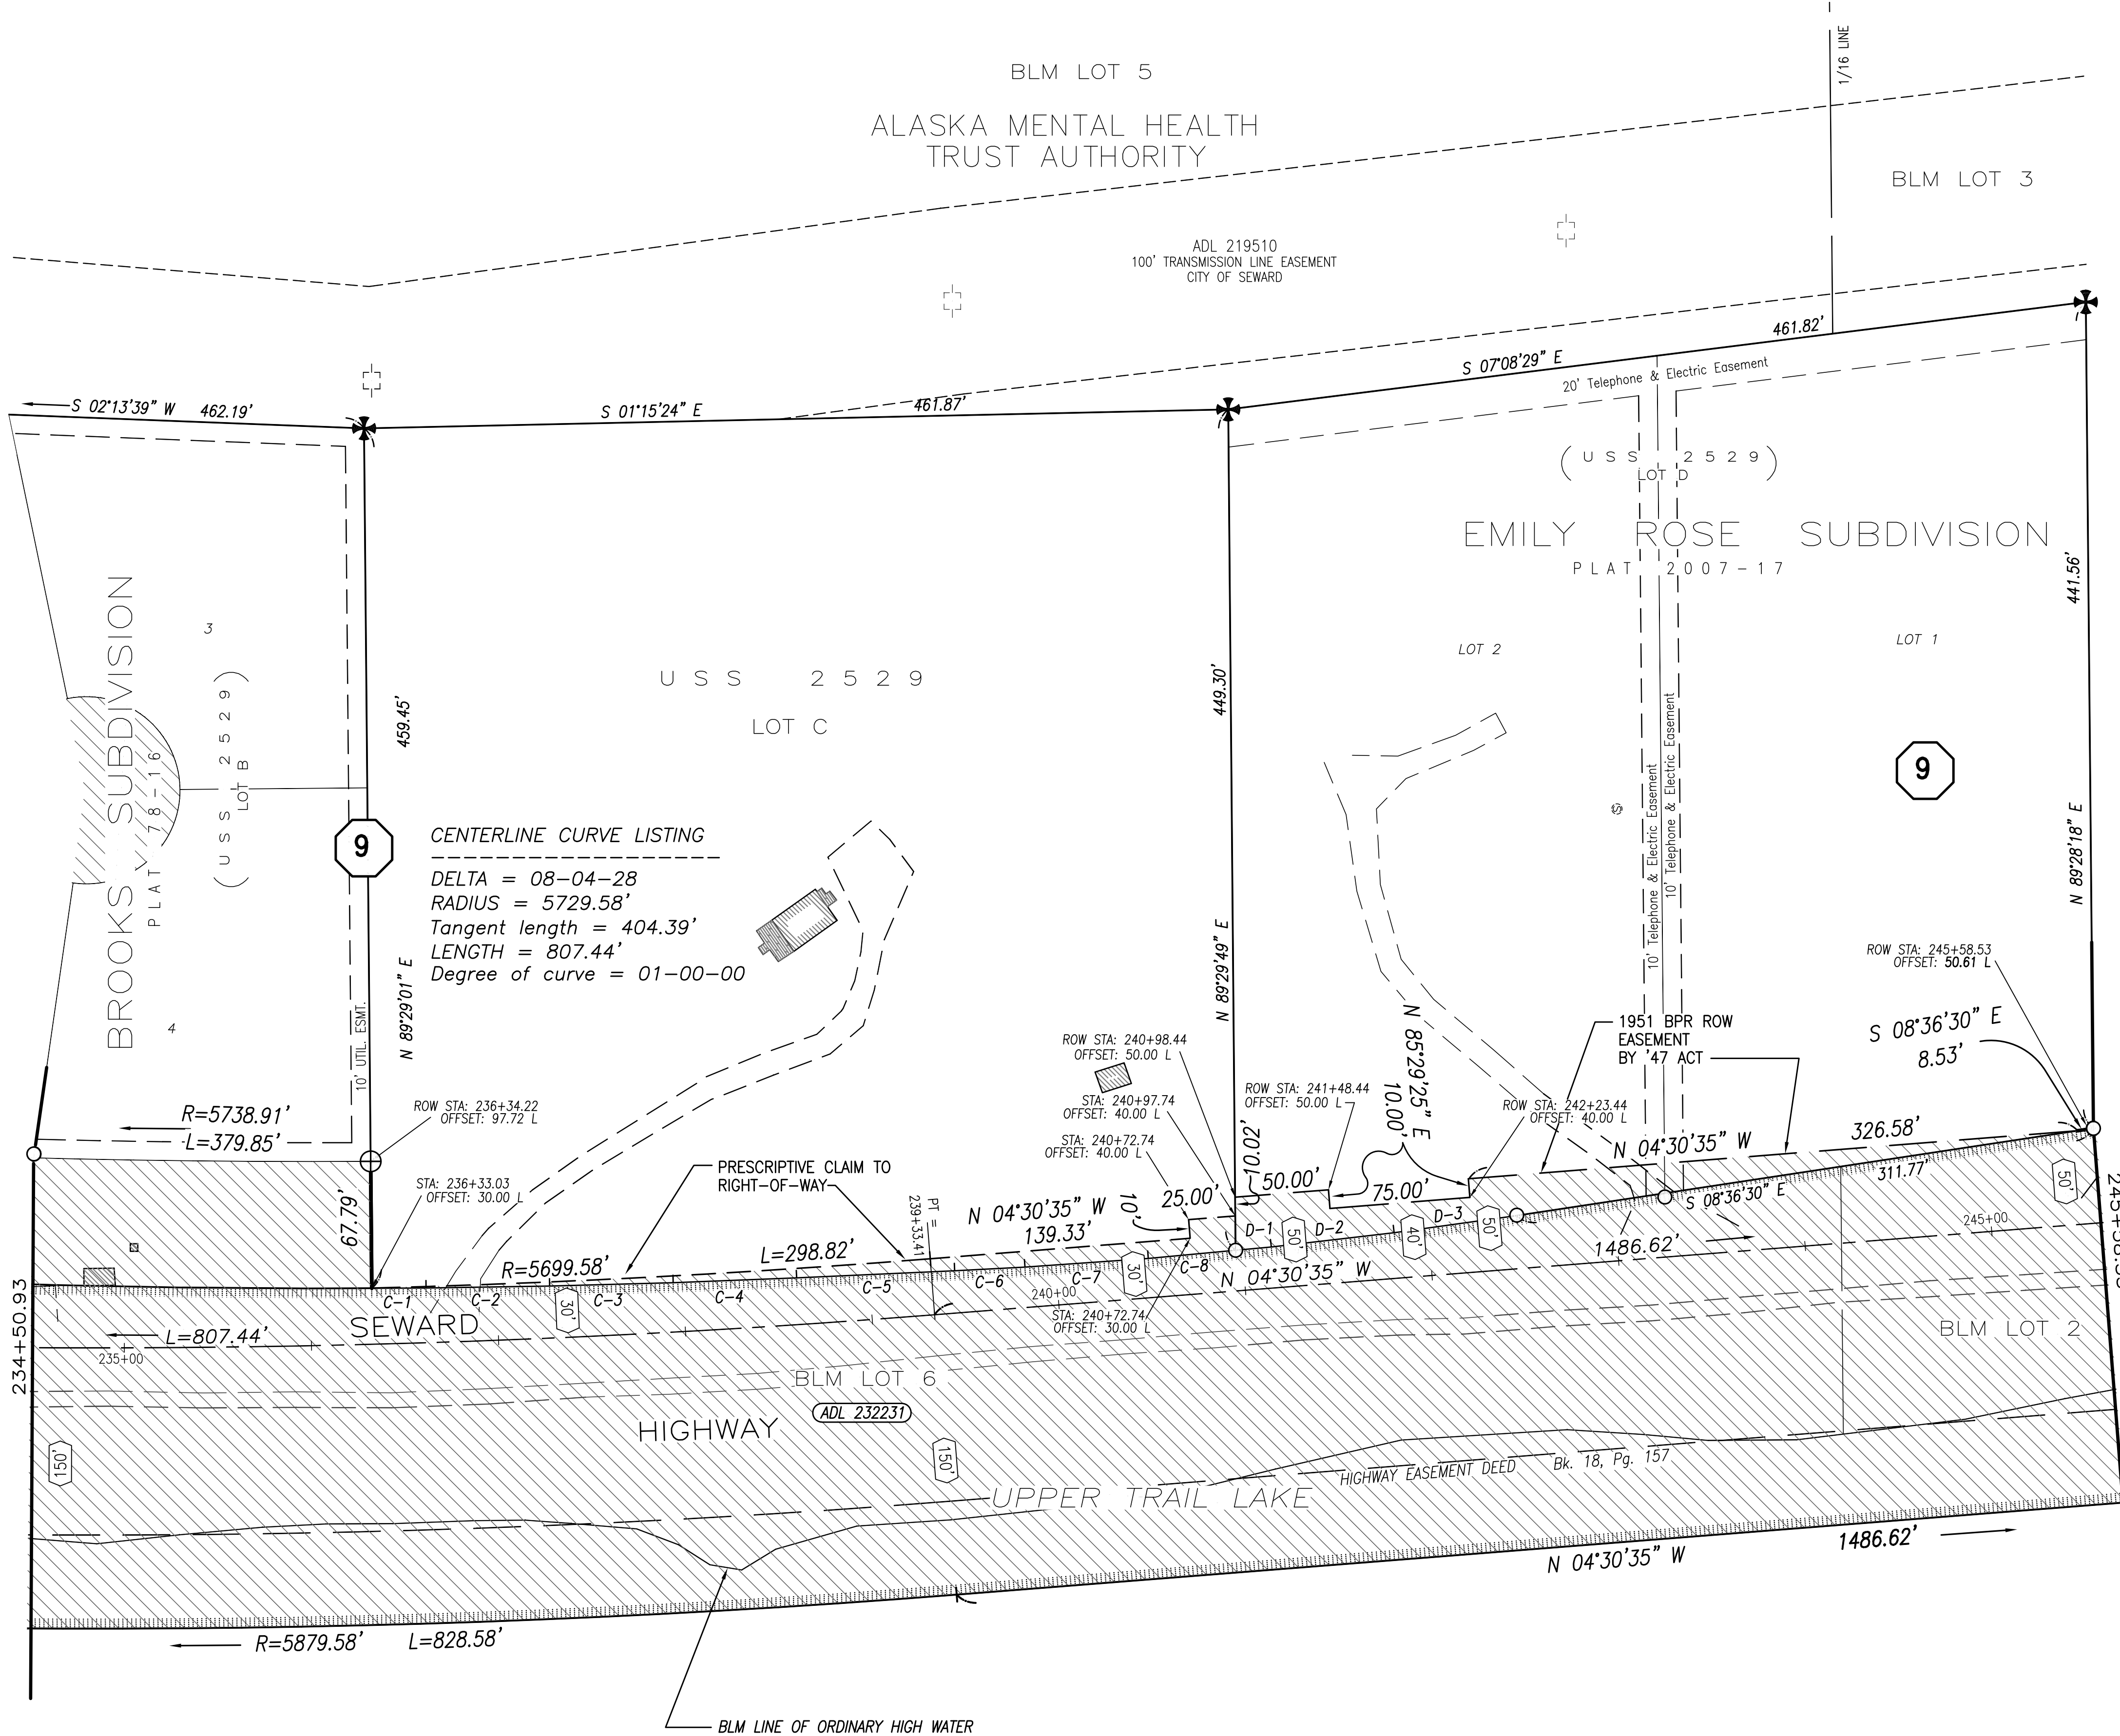 1/16 LINE
BLM LOT 5
ALASKA MENTAL HEALTH
TRUST AUTHORITY
BLM LOT 3
ADL 219510
100' TRANSMISSION LINE EASEMENT
CITY OF SEWARD
S 02°13'39" W 462.19'
S 01°15'24" E 461.87'
S 07°08'29" E 461.82'
20' Telephone & Electric Easement
(USS 2529)
LOT D
EMILY ROSE SUBDIVISION
PLAT 2007-17
441.56'
N 89°28'18" E
LOT 2
LOT 1
9
10' Telephone & Electric Easement
10' Telephone & Electric Easement
S
BROOKS SUBDIVISION
PLAT 78-16
(USS 2529)
LOT B
3
4
10' UTIL. ESMT.
9
459.45'
N 89°29'01" E
USS 2529
LOT C
449.30'
N 89°29'49" E
CENTERLINE CURVE LISTING
--------------------
DELTA = 08-04-28
RADIUS = 5729.58'
Tangent length = 404.39'
LENGTH = 807.44'
Degree of curve = 01-00-00
ROW STA: 245+58.53
OFFSET: 50.61 L
S 08°36'30" E
8.53'
1951 BPR ROW
EASEMENT
BY '47 ACT
N 85°29'25" E
10.00'
ROW STA: 240+98.44
OFFSET: 50.00 L
STA: 240+97.74
OFFSET: 40.00 L
STA: 240+72.74
OFFSET: 40.00 L
ROW STA: 241+48.44
OFFSET: 50.00 L
ROW STA: 242+23.44
OFFSET: 40.00 L
R=5738.91'
L=379.85'
ROW STA: 236+34.22
OFFSET: 97.72 L
STA: 236+33.03
OFFSET: 30.00 L
67.79'
PRESCRIPTIVE CLAIM TO
RIGHT-OF-WAY
PT =
239+33.41
N 04°30'35" W
139.33'
10'
25.00'
10.02'
50.00'
75.00'
N 04°30'35" W
326.58'
311.77'
S 08°36'30" E
50'
R=5699.58'
L=298.82'
C-1
C-2
C-3
C-4
C-5
C-6
C-7
C-8
D-1
D-2
D-3
30'
30'
50'
40'
50'
N 04°30'35" W
1486.62'
240+00
245+00
STA: 240+72.74
OFFSET: 30.00 L
SEWARD
L=807.44'
235+00
234+50.93
BLM LOT 6
ADL 232231
BLM LOT 2
HIGHWAY
150'
150'
HIGHWAY EASEMENT DEED Bk. 18, Pg. 157
UPPER TRAIL LAKE
N 04°30'35" W
1486.62'
R=5879.58' L=828.58'
BLM LINE OF ORDINARY HIGH WATER